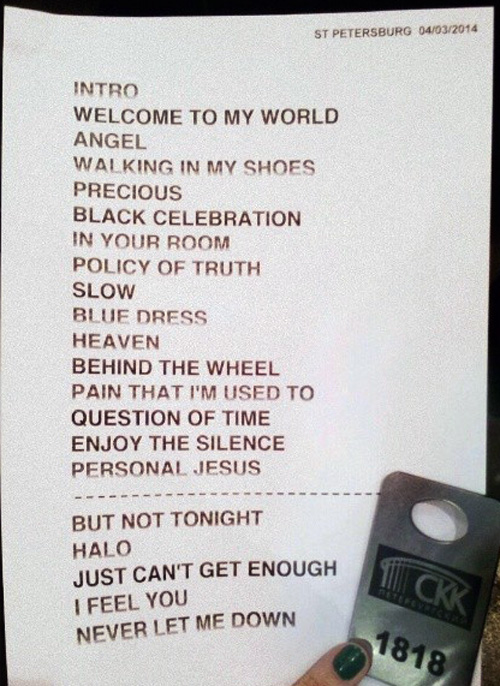 ST PETERSBURG 04/03/2014
INTRO
WELCOME TO MY WORLD
ANGEL
WALKING IN MY SHOES
PRECIOUS
BLACK CELEBRATION
IN YOUR ROOM
POLICY OF TRUTH
SLOW
BLUE DRESS
HEAVEN
BEHIND THE WHEEL
PAIN THAT I'M USED TO
QUESTION OF TIME
ENJOY THE SILENCE
PERSONAL JESUS
BUT NOT TONIGHT
HALO
JUST CAN'T GET ENOUGH
I FEEL YOU
NEVER LET ME DOWN
СКК
1818